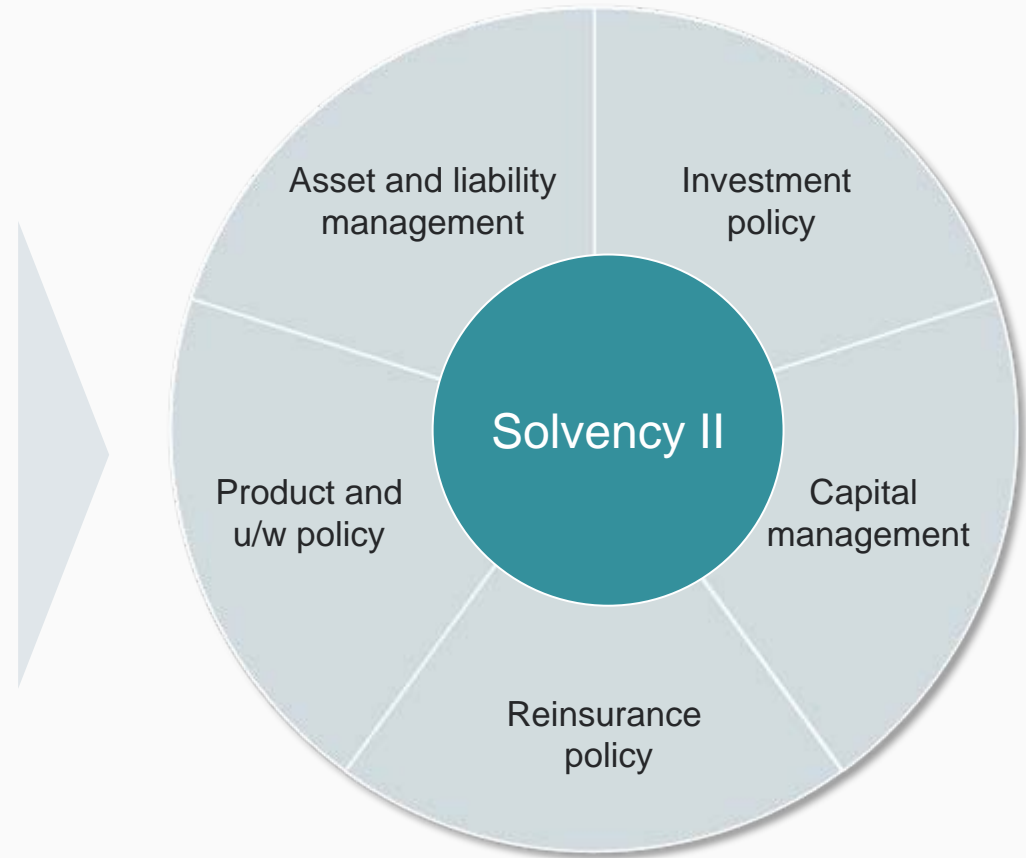 Asset and liability
management
Investment
policy
Solvency II
Product and
u/w policy
Capital
management
Reinsurance
policy